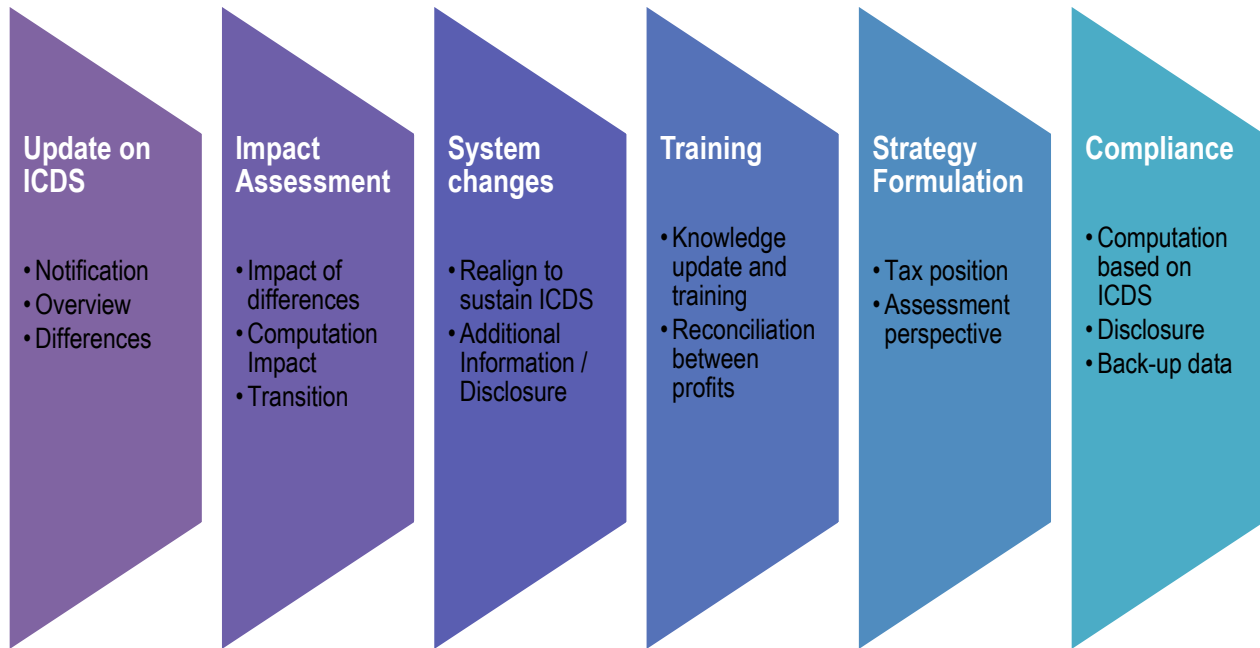 Update on
ICDS
• Notification
• Overview
• Differences
Impact
Assessment
• Impact of
differences
• Computation
Impact
• Transition
System
changes
• Realign to
sustain ICDS
• Additional
Information /
Disclosure
Training
• Knowledge
update and
training
• Reconciliation
between
profits
Strategy
Formulation
• Tax position
• Assessment
perspective
Compliance
• Computation
based on
ICDS
• Disclosure
• Back-up data